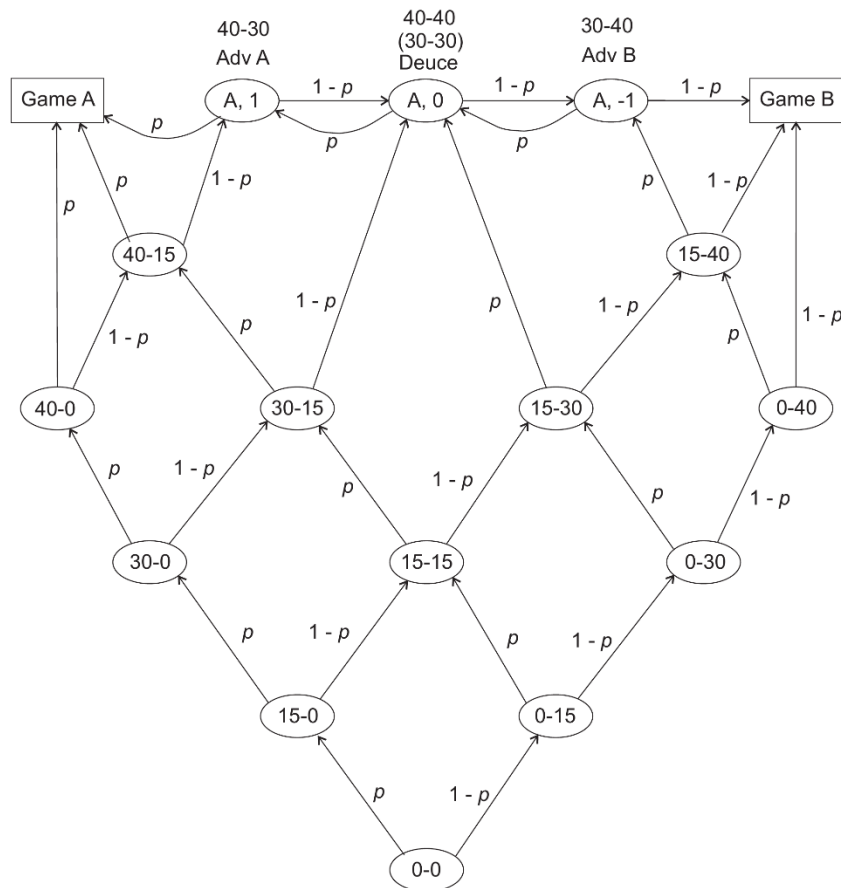 40-30
Adv A
40-40
(30-30)
Deuce
30-40
Adv B
Game A
A, 1
1-p
A, 0
1-p
A, -1
1-p
Game B
p
p
p
p
p
1 - p
p
1 - p
40-15
15-40
p
1 - p
p
1 - p
p
1 - p
p
1 - p
40-0
30-15
15-30
0-40
p
1 - p
p
1 - p
p
1 - p
30-0
15-15
0-30
p
1 - p
p
1 - p
15-0
0-15
p
1 - p
0-0